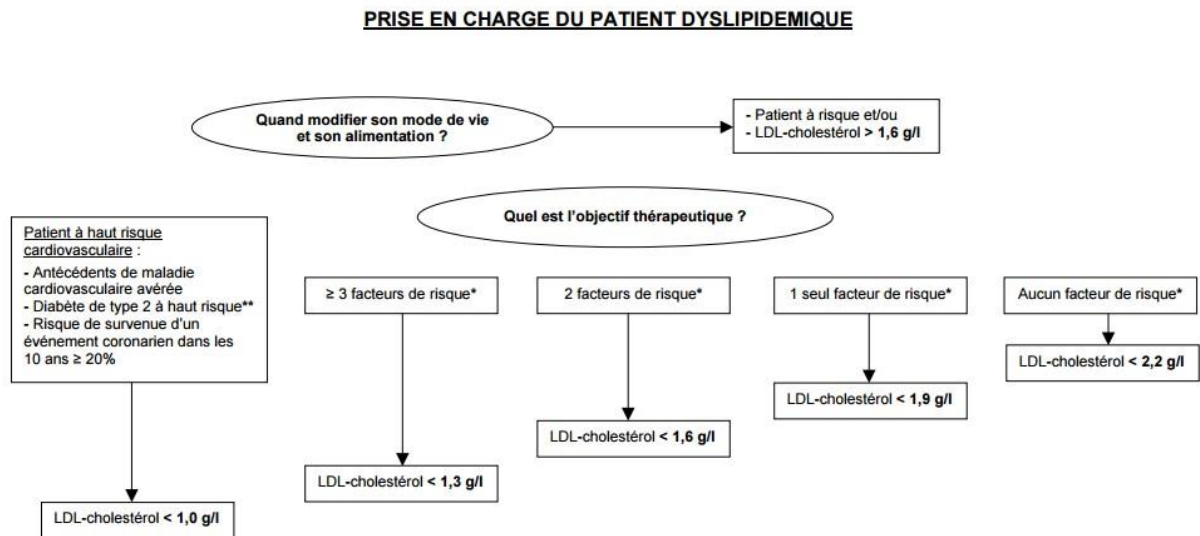 PRISE EN CHARGE DU PATIENT DYSLIPIDEMIQUE
Quand modifier son mode de vie
et son alimentation ?
- Patient à risque et/ou
- LDL-cholestérol > 1,6 g/l
Quel est l'objectif thérapeutique ?
Patient à haut risque
cardiovasculaire :
- Antécédents de maladie
cardiovasculaire avérée
- Diabète de type 2 à haut risque**
- Risque de survenue d'un
événement coronarien dans les
10 ans ≥ 20%
≥ 3 facteurs de risque*
2 facteurs de risque*
1 seul facteur de risque*
Aucun facteur de risque*
LDL-cholestérol < 2,2 g/l
LDL-cholestérol < 1,9 g/l
LDL-cholestérol < 1,6 g/l
LDL-cholestérol < 1,3 g/l
LDL-cholestérol < 1,0 g/l